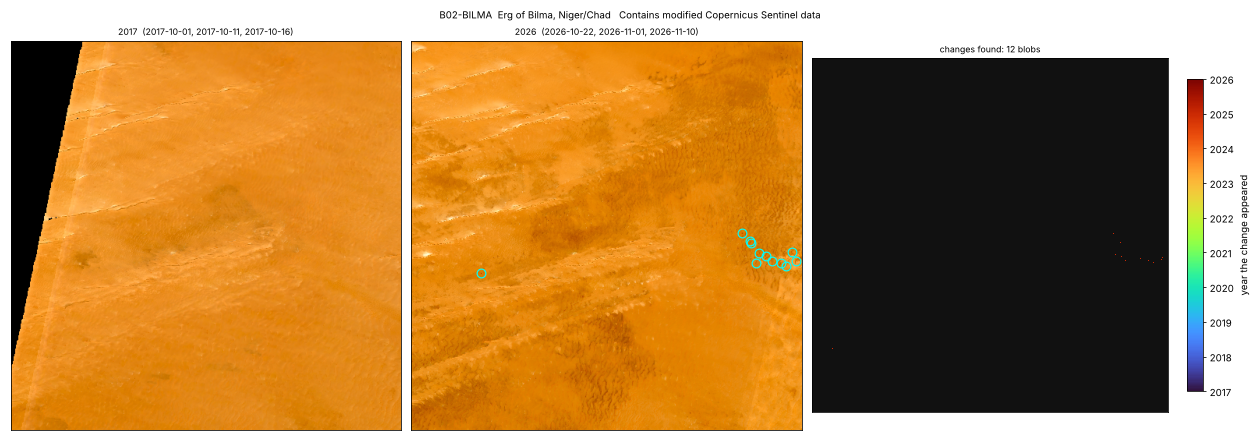 B02-BILMA  Erg of Bilma, Niger/Chad   Contains modified Copernicus Sentinel data
2017  (2017-10-01, 2017-10-11, 2017-10-16)
2026  (2026-10-22, 2026-11-01, 2026-11-10)
changes found: 12 blobs
2026
2025
2024
2023
2022
2021
2020
2019
2018
2017
year the change appeared